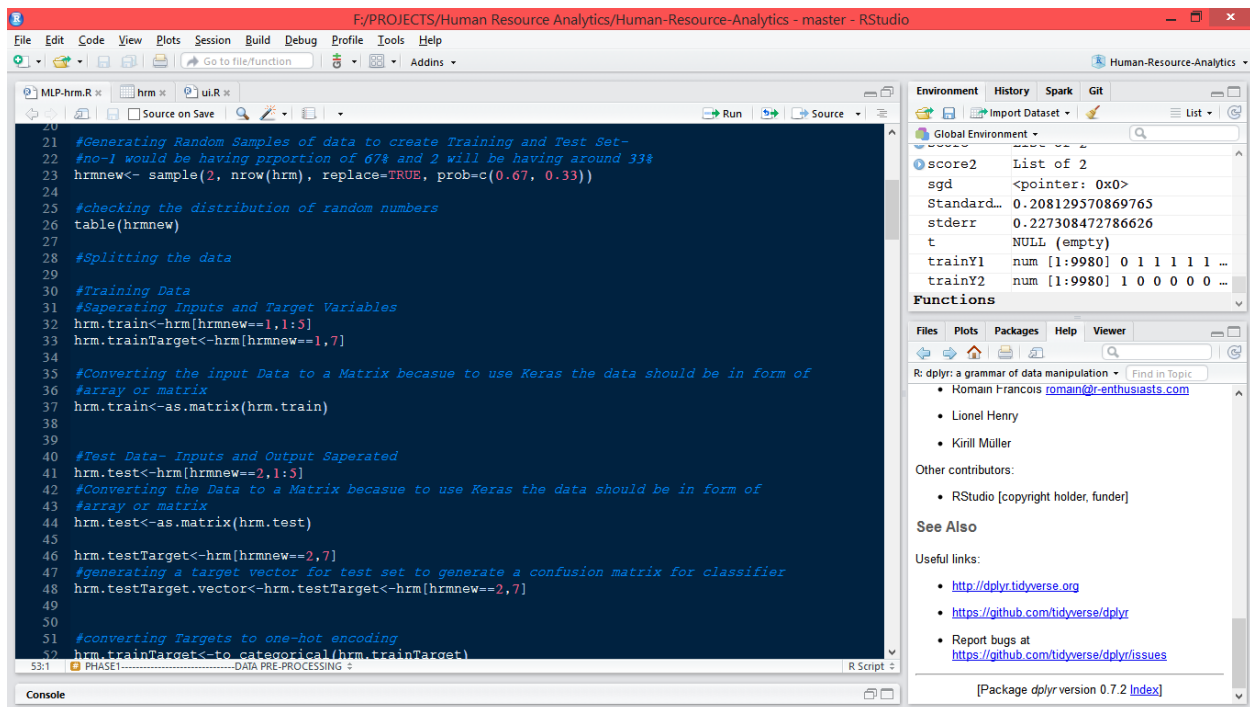 F:/PROJECTS/Human Resource Analytics/Human-Resource-Analytics - master - RStudio
File Edit Code View Plots Session Build Debug Profile Tools Help
Go to file/function Addins Human-Resource-Analytics
MLP-hrm.R hrm ui.R
Source on Save Run Source
20
21 #Generating Random Samples of data to create Training and Test Set-
22 #no-1 would be having prportion of 67% and 2 will be having around 33%
23 hrmnew<- sample(2, nrow(hrm), replace=TRUE, prob=c(0.67, 0.33))
24
25 #checking the distribution of random numbers
26 table(hrmnew)
27
28 #Splitting the data
29
30 #Training Data
31 #Saperating Inputs and Target Variables
32 hrm.train<-hrm[hrmnew==1,1:5]
33 hrm.trainTarget<-hrm[hrmnew==1,7]
34
35 #Converting the input Data to a Matrix becasue to use Keras the data should be in form of
36 #array or matrix
37 hrm.train<-as.matrix(hrm.train)
38
39
40 #Test Data- Inputs and Output Saperated
41 hrm.test<-hrm[hrmnew==2,1:5]
42 #Converting the Data to a Matrix becasue to use Keras the data should be in form of
43 #array or matrix
44 hrm.test<-as.matrix(hrm.test)
45
46 hrm.testTarget<-hrm[hrmnew==2,7]
47 #generating a target vector for test set to generate a confusion matrix for classifier
48 hrm.testTarget.vector<-hrm.testTarget<-hrm[hrmnew==2,7]
49
50
51 #converting Targets to one-hot encoding
52 hrm.trainTarget<-to_categorical(hrm.trainTarget)
53:1 PHASE1-------------------------------DATA PRE-PROCESSING R Script
Console
Environment History Spark Git
Import Dataset List
Global Environment
score2 List of 2
sgd <pointer: 0x0>
Standard… 0.208129570869765
stderr 0.227308472786626
t NULL (empty)
trainY1 num [1:9980] 0 1 1 1 1 1 …
trainY2 num [1:9980] 1 0 0 0 0 0 …
Functions
Files Plots Packages Help Viewer
R: dplyr: a grammar of data manipulation Find in Topic
• Romain Francois romain@r-enthusiasts.com
• Lionel Henry
• Kirill Müller
Other contributors:
• RStudio [copyright holder, funder]
See Also
Useful links:
• http://dplyr.tidyverse.org
• https://github.com/tidyverse/dplyr
• Report bugs at
https://github.com/tidyverse/dplyr/issues
[Package dplyr version 0.7.2 Index]